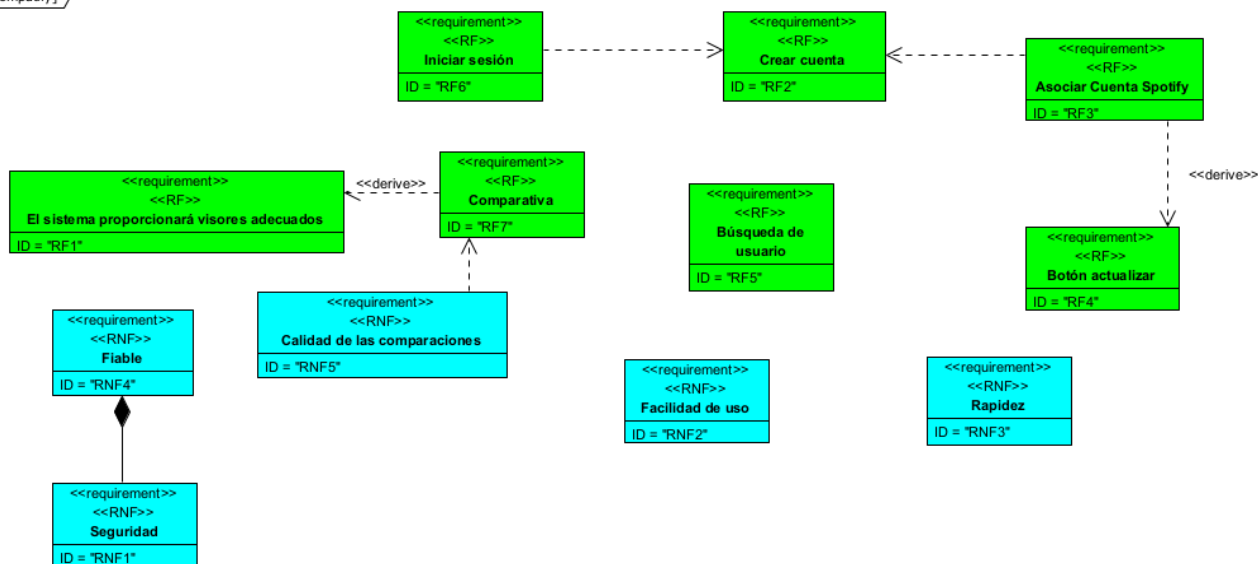 <<requirement>>
<<RF>>
Iniciar sesión
ID = "RF6"
<<requirement>>
<<RF>>
Crear cuenta
ID = "RF2"
<<requirement>>
<<RF>>
Asociar Cuenta Spotify
ID = "RF3"
<<requirement>>
<<RF>>
El sistema proporcionará visores adecuados
ID = "RF1"
<<derive>>
<<requirement>>
<<RF>>
Comparativa
ID = "RF7"
<<requirement>>
<<RF>>
Búsqueda de
usuario
ID = "RF5"
<<derive>>
<<requirement>>
<<RF>>
Botón actualizar
ID = "RF4"
<<requirement>>
<<RNF>>
Fiable
ID = "RNF4"
<<requirement>>
<<RNF>>
Calidad de las comparaciones
ID = "RNF5"
<<requirement>>
<<RNF>>
Facilidad de uso
ID = "RNF2"
<<requirement>>
<<RNF>>
Rapidez
ID = "RNF3"
<<requirement>>
<<RNF>>
Seguridad
ID = "RNF1"